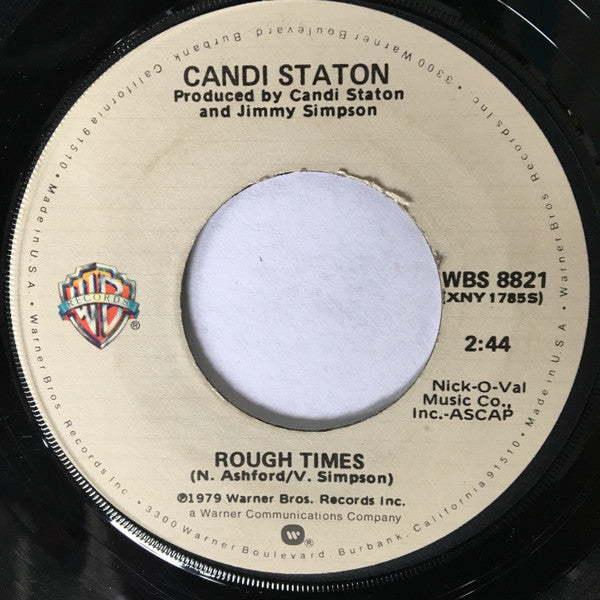 CANDI STATON
Produced by Candi Staton
and Jimmy Simpson
WB
RECORDS
®
WBS 8821
(XNY 1785S)
2:44
Nick-O-Val
Music Co.,
Inc.-ASCAP
ROUGH TIMES
(N. Ashford/V. Simpson)
℗1979 Warner Bros. Records Inc.
a Warner Communications Company
W ®
Warner Bros. Records Inc. • 3300 Warner Boulevard, Burbank, California 91510 • Made in U.S.A. • Warner Bros. Records Inc. • 3300 Warner Boulevard, Burbank, California 91510 • Made in U.S.A. •